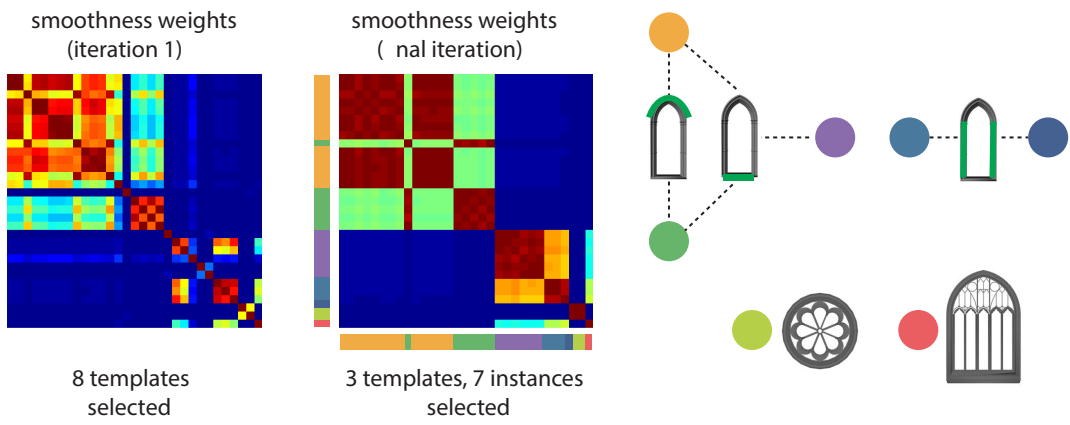 smoothness weights
(iteration 1)
smoothness weights
( nal iteration)
8 templates
selected
3 templates, 7 instances
selected